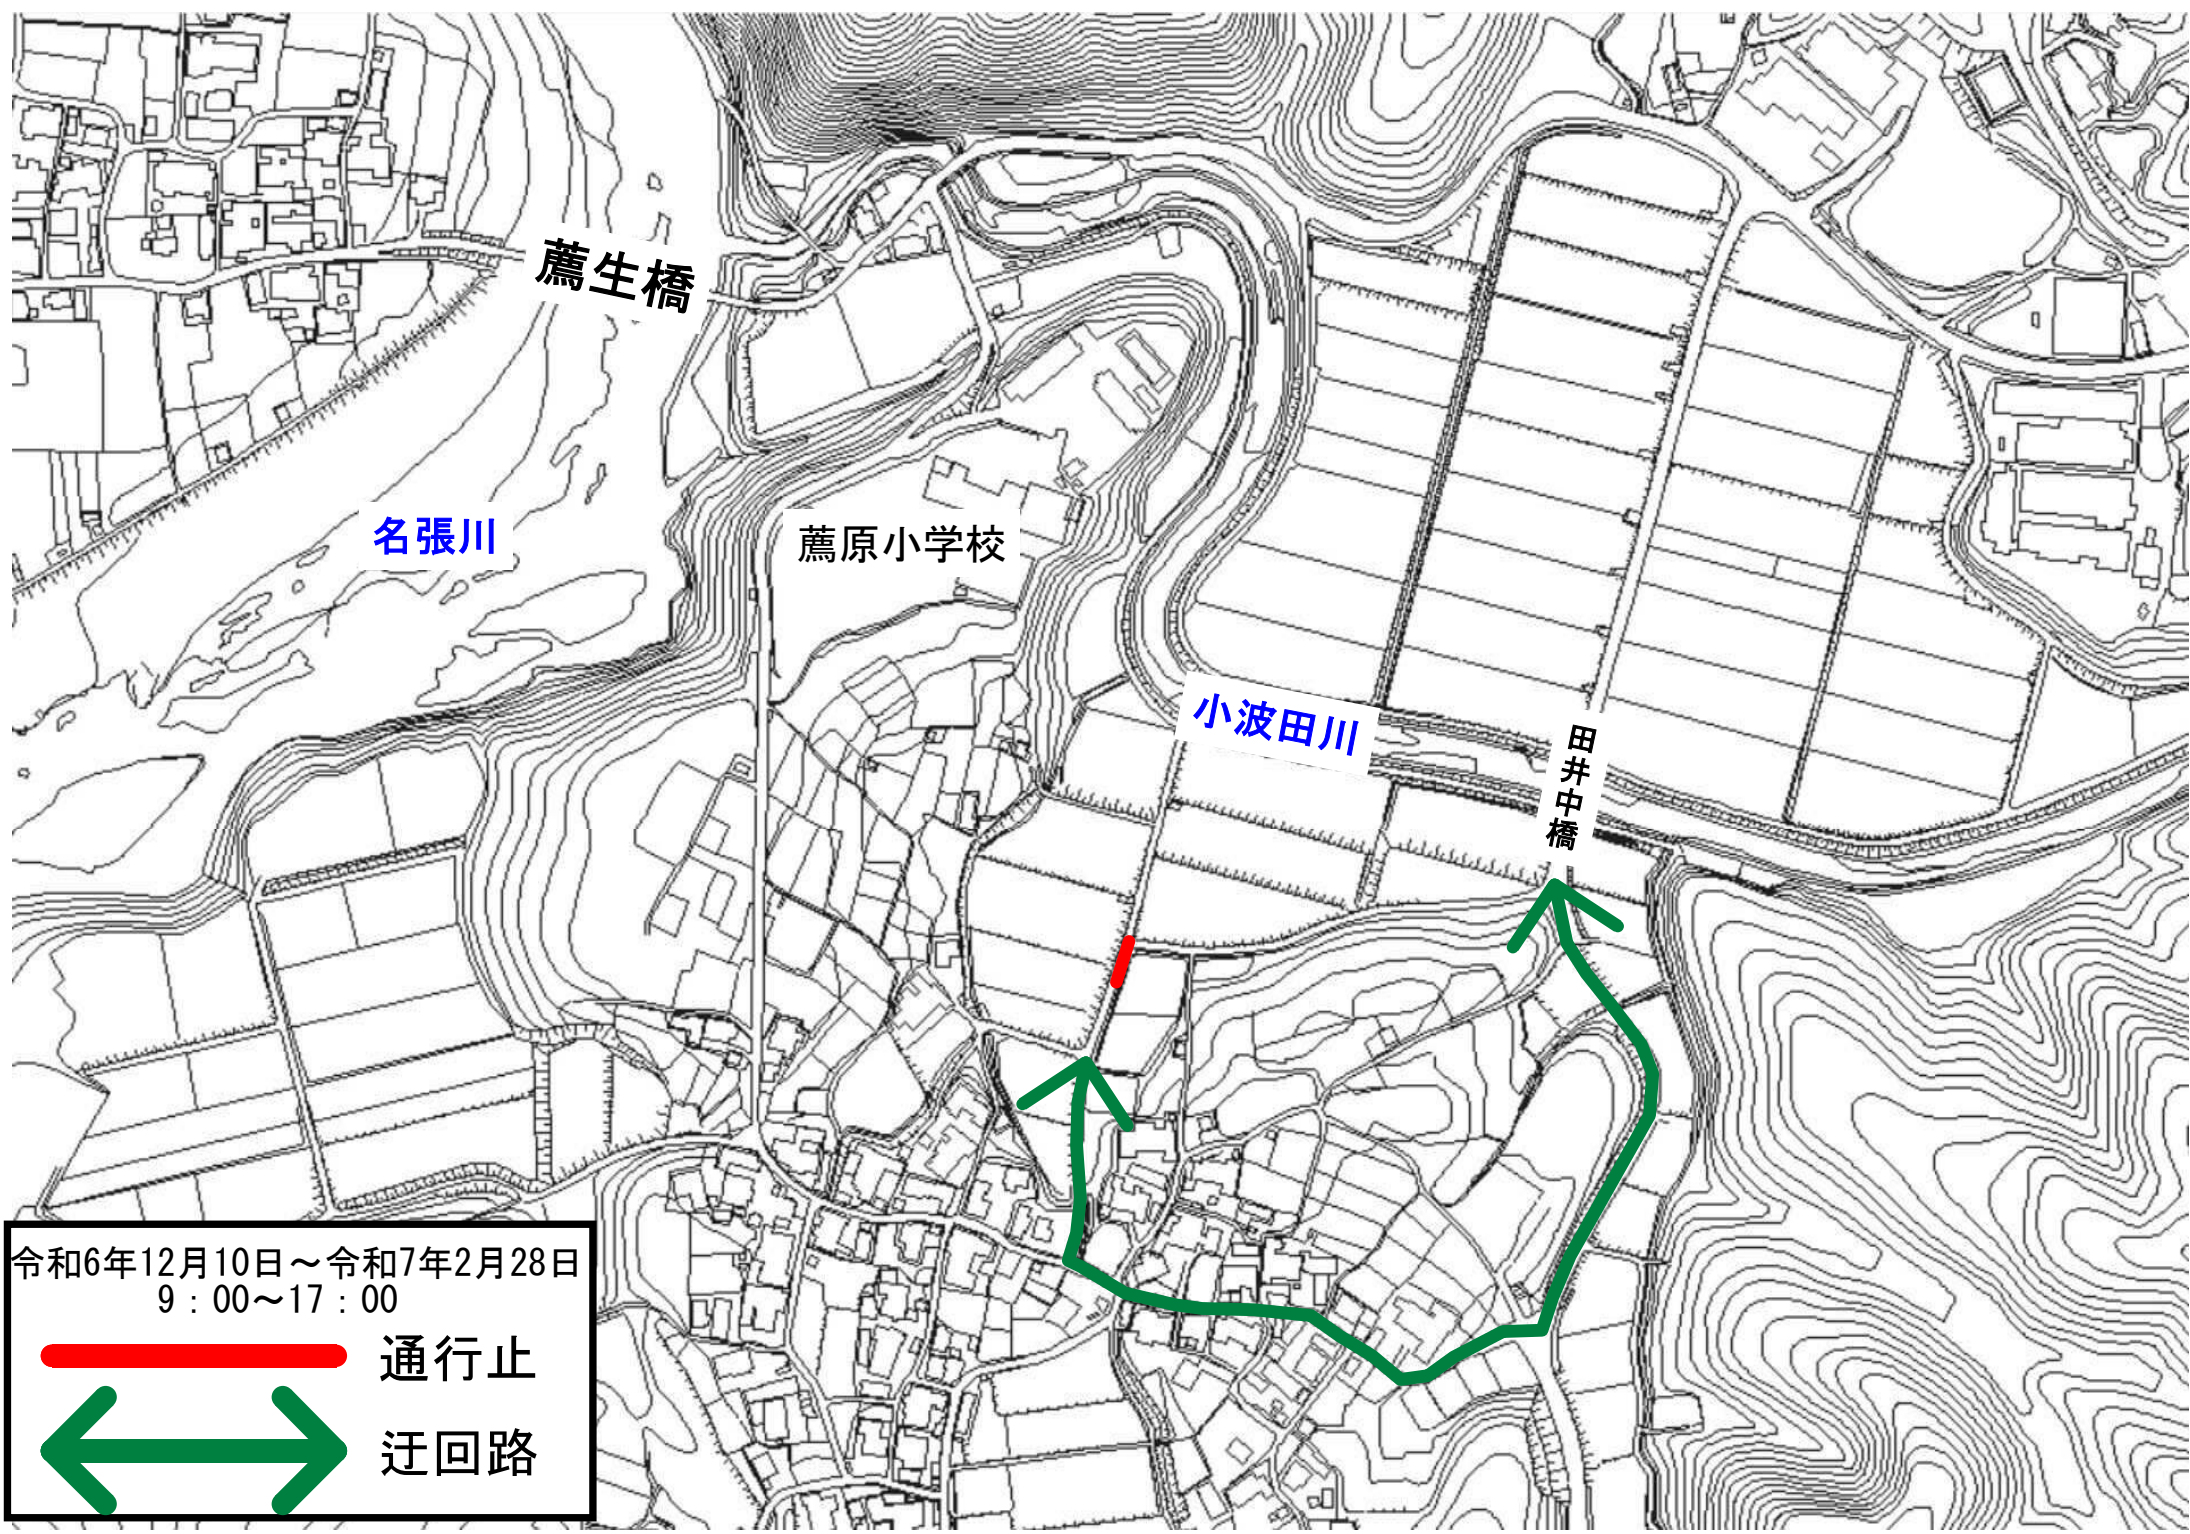 薦生橋
名張川
薦原小学校
小波田川
田井中橋
令和6年12月10日～令和7年2月28日
9：00～17：00
通行止
迂回路